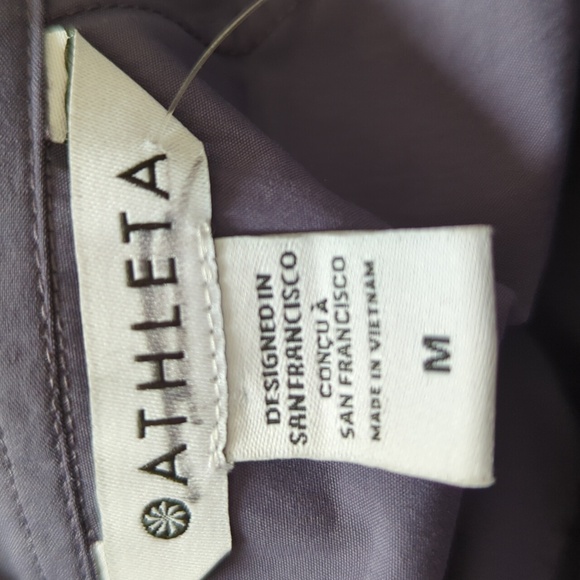 ATHLETA
DESIGNED IN
SAN FRANCISCO
CONÇU À
SAN FRANCISCO
MADE IN VIETNAM
M